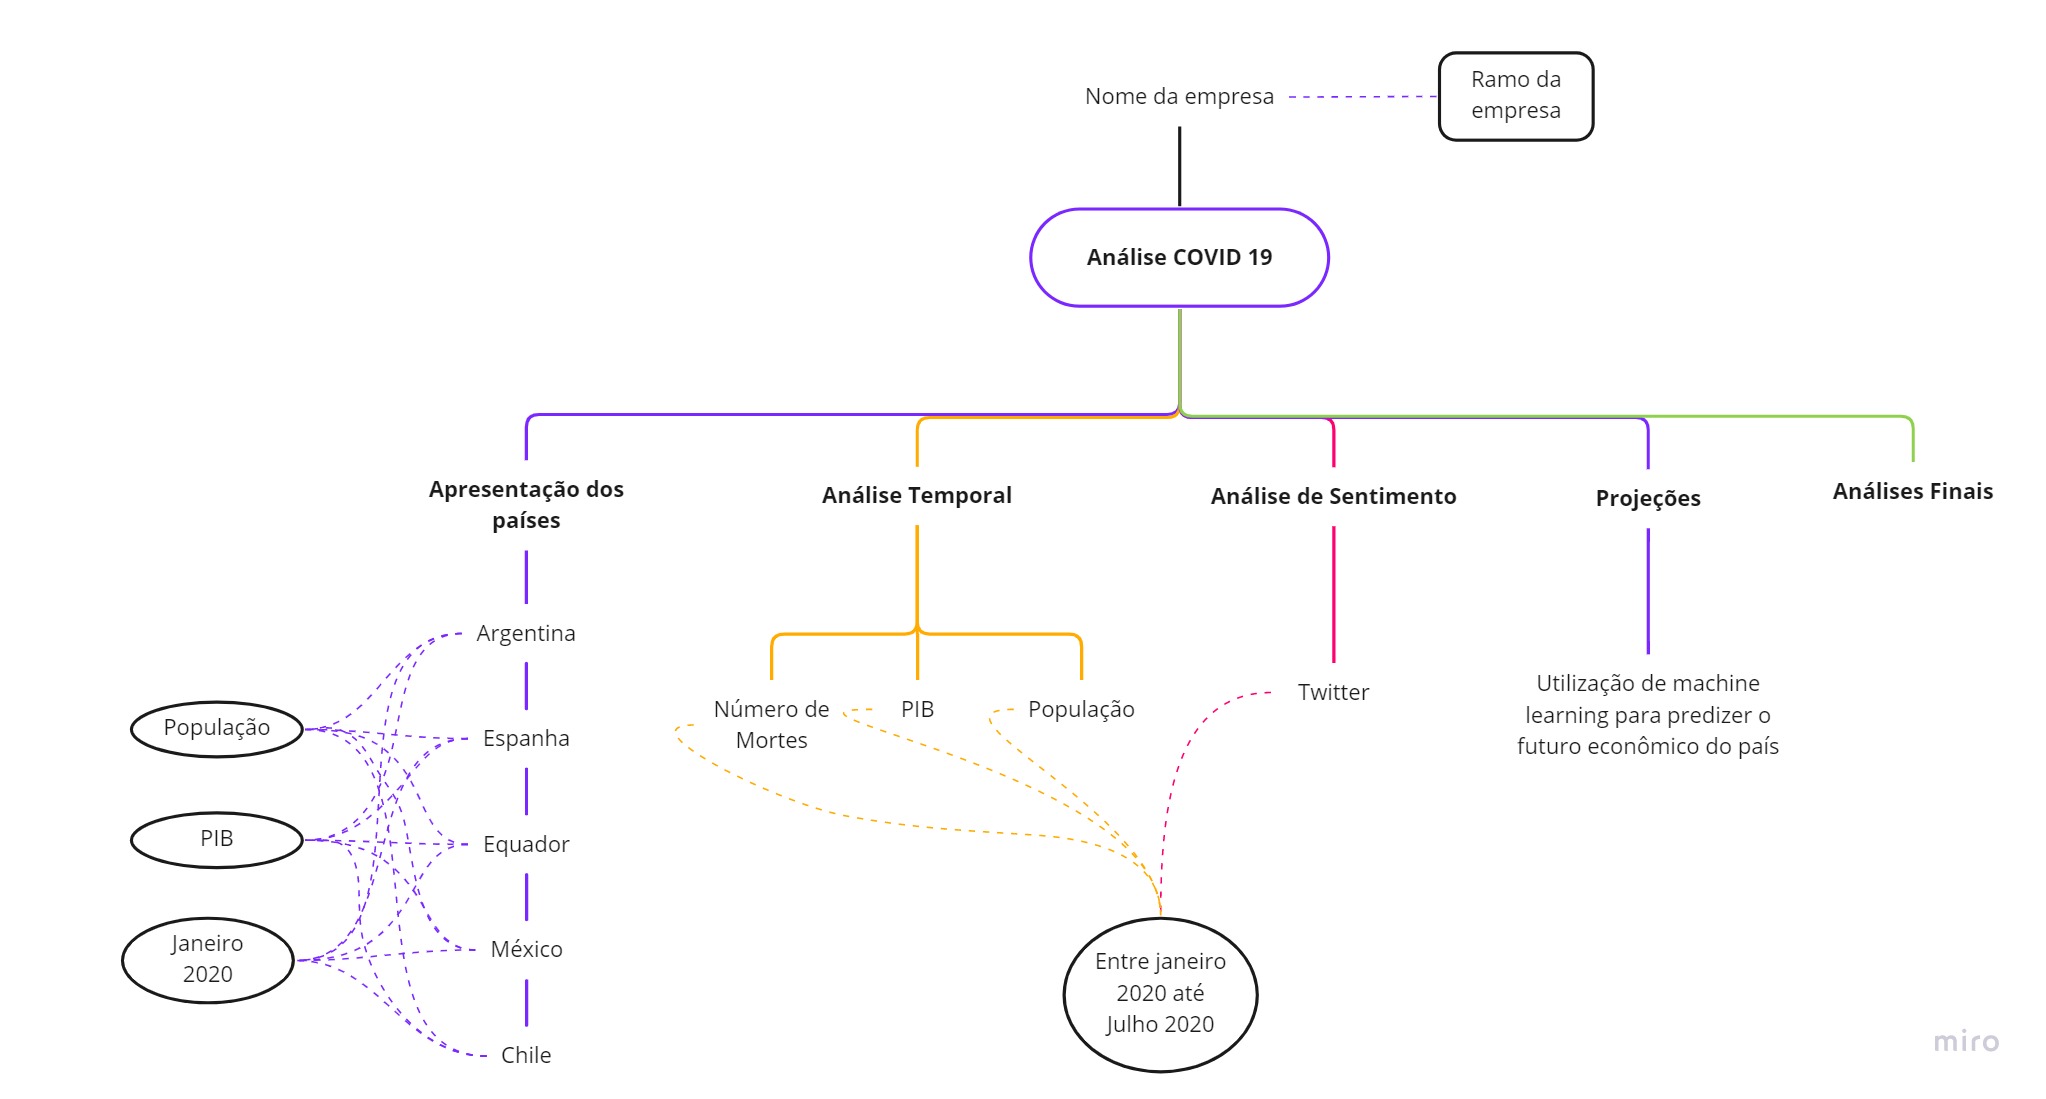 Nome da empresa
Ramo da
empresa
Análise COVID 19
Apresentação dos
países
Análise Temporal
Análise de Sentimento
Projeções
Análises Finais
Argentina
Espanha
Equador
México
Chile
População
PIB
Janeiro
2020
Número de
Mortes
PIB
População
Twitter
Utilização de machine
learning para predizer o
futuro econômico do país
Entre janeiro
2020 até
Julho 2020
miro